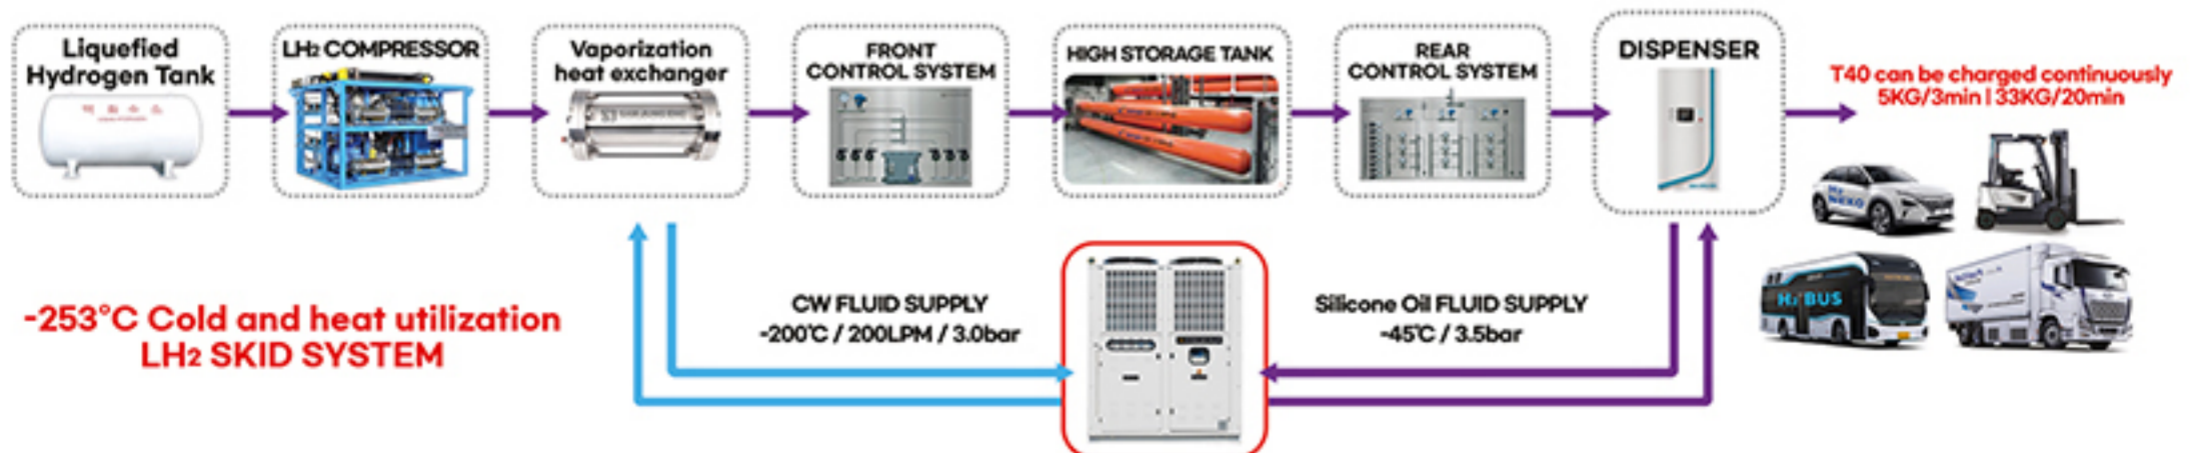 Liquefied
Hydrogen Tank
LH2 COMPRESSOR
Vaporization
heat exchanger
FRONT
CONTROL SYSTEM
HIGH STORAGE TANK
REAR
CONTROL SYSTEM
DISPENSER
T40 can be charged continuously
5KG/3min | 33KG/20min
H2 BUS
-253°C Cold and heat utilization
LH2 SKID SYSTEM
CW FLUID SUPPLY
-200℃ / 200LPM / 3.0bar
Silicone Oil FLUID SUPPLY
-45℃ / 3.5bar